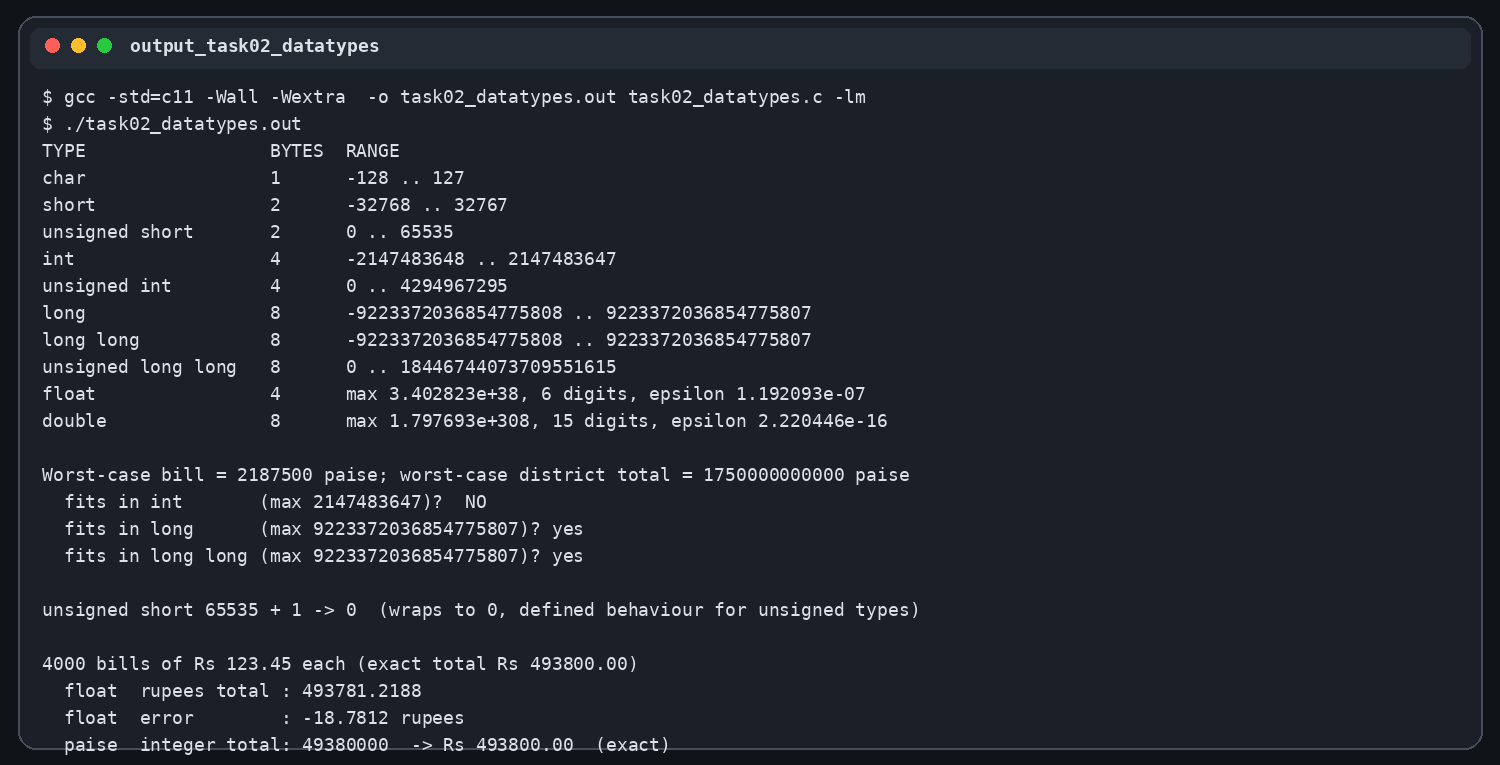 output_task02_datatypes
$ gcc -std=c11 -Wall -Wextra  -o task02_datatypes.out task02_datatypes.c -lm
$ ./task02_datatypes.out
TYPE                 BYTES  RANGE
char                 1      -128 .. 127
short                2      -32768 .. 32767
unsigned short       2      0 .. 65535
int                  4      -2147483648 .. 2147483647
unsigned int         4      0 .. 4294967295
long                 8      -9223372036854775808 .. 9223372036854775807
long long            8      -9223372036854775808 .. 9223372036854775807
unsigned long long   8      0 .. 18446744073709551615
float                4      max 3.402823e+38, 6 digits, epsilon 1.192093e-07
double               8      max 1.797693e+308, 15 digits, epsilon 2.220446e-16

Worst-case bill = 2187500 paise; worst-case district total = 1750000000000 paise
  fits in int       (max 2147483647)?  NO
  fits in long      (max 9223372036854775807)? yes
  fits in long long (max 9223372036854775807)? yes

unsigned short 65535 + 1 -> 0  (wraps to 0, defined behaviour for unsigned types)

4000 bills of Rs 123.45 each (exact total Rs 493800.00)
  float  rupees total : 493781.2188
  float  error        : -18.7812 rupees
  paise  integer total: 49380000  -> Rs 493800.00  (exact)